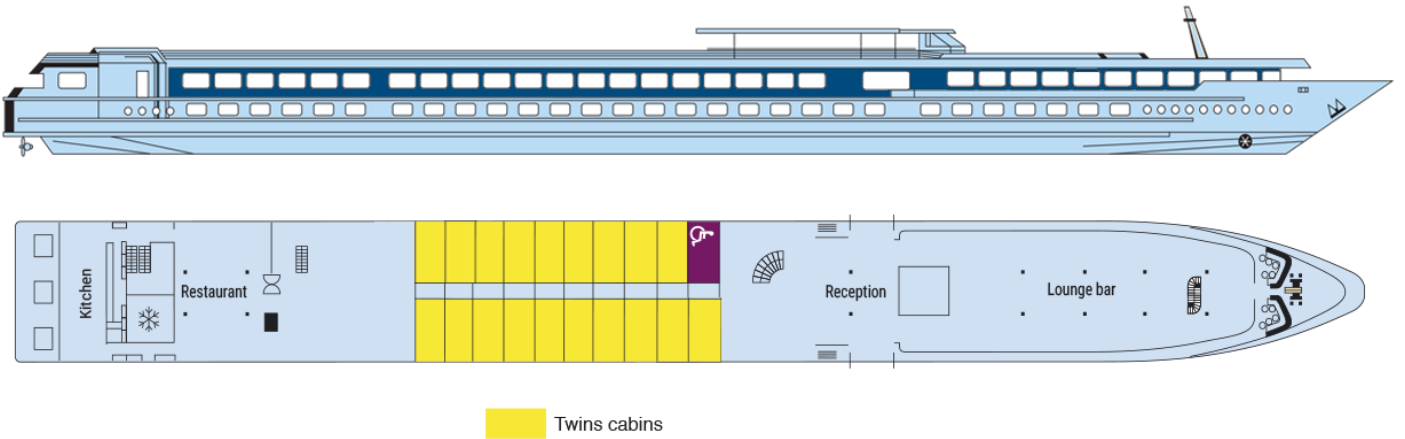 Kitchen
Restaurant
Reception
Lounge bar
Twins cabins